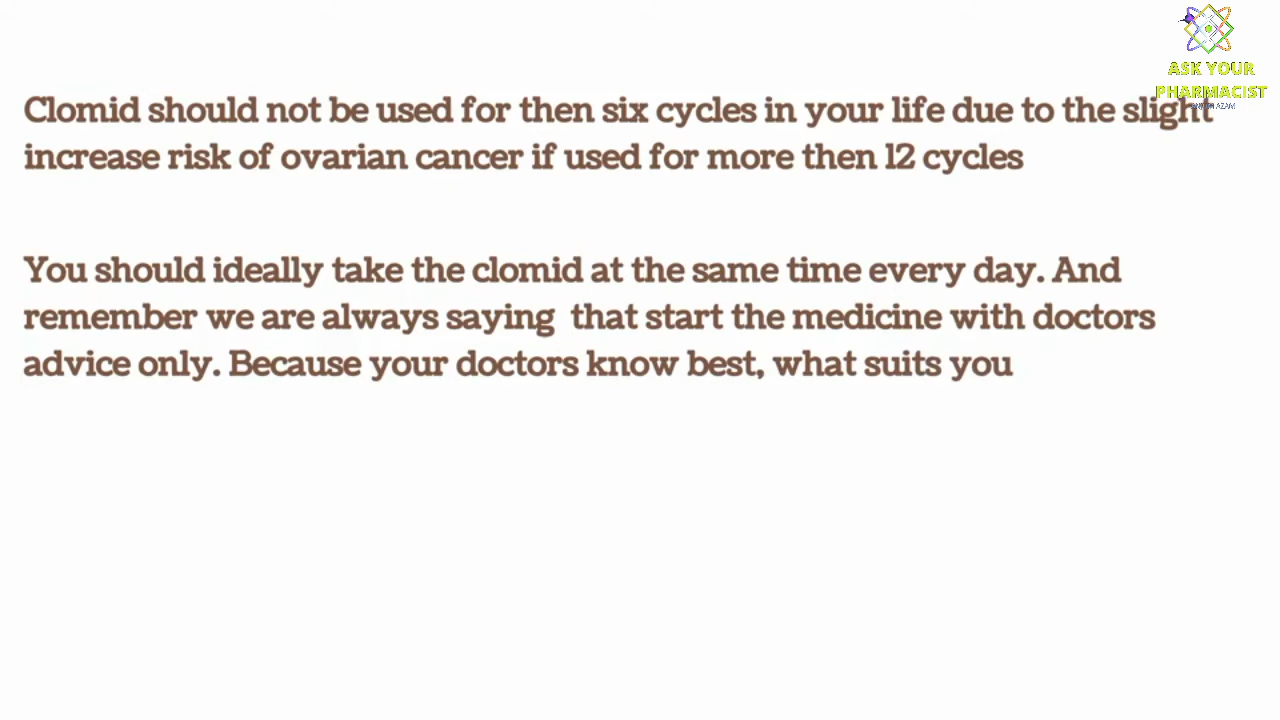 ASK YOUR
PHARMACIST
Clomid should not be used for then six cycles in your life due to the slight
increase risk of ovarian cancer if used for more then 12 cycles
You should ideally take the clomid at the same time every day. And
remember we are always saying that start the medicine with doctors
advice only. Because your doctors know best, what suits you